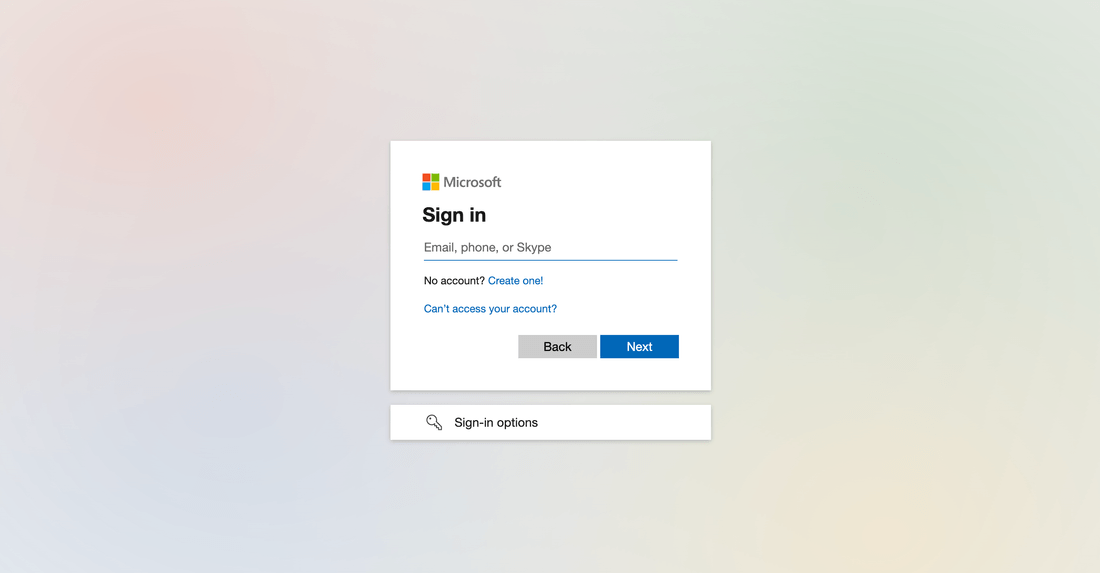 Microsoft
Sign in
Email, phone, or Skype
No account? Create one!
Can't access your account?
Back Next
Sign-in options